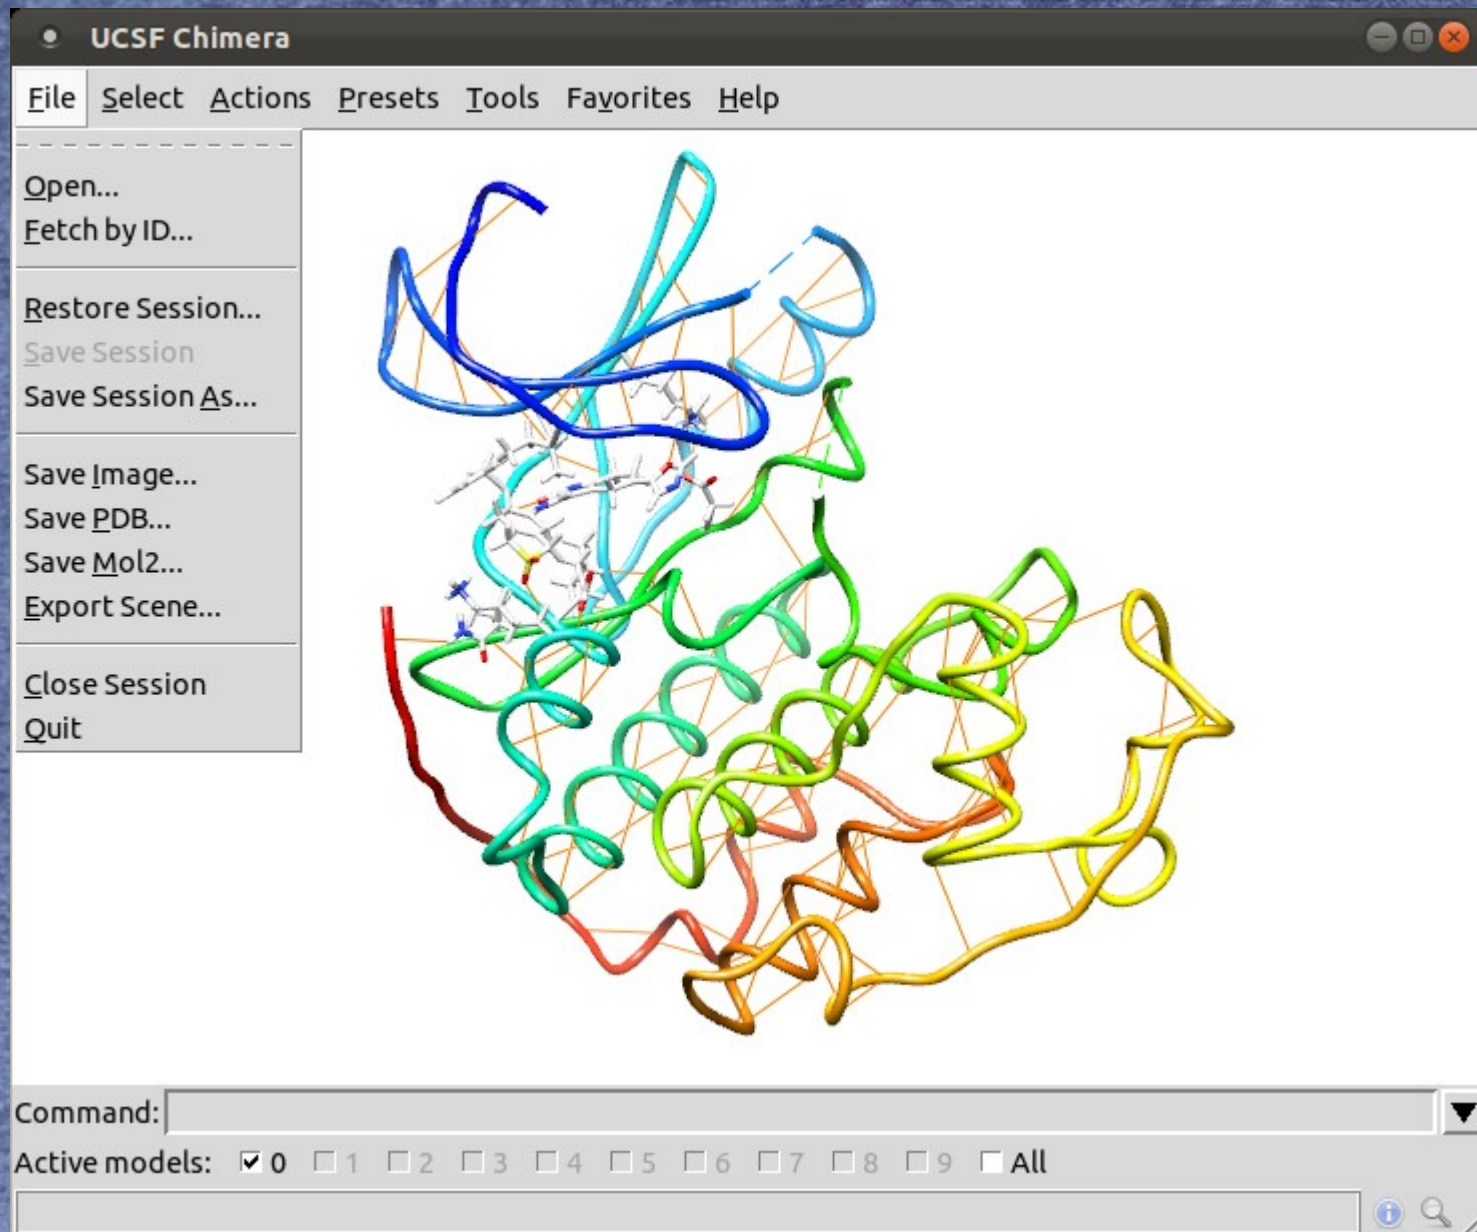 UCSF Chimera
File Select Actions Presets Tools Favorites Help
Open...
Fetch by ID...
Restore Session...
Save Session
Save Session As...
Save Image...
Save PDB...
Save Mol2...
Export Scene...
Close Session
Quit
Command:
Active models: 0 1 2 3 4 5 6 7 8 9 All